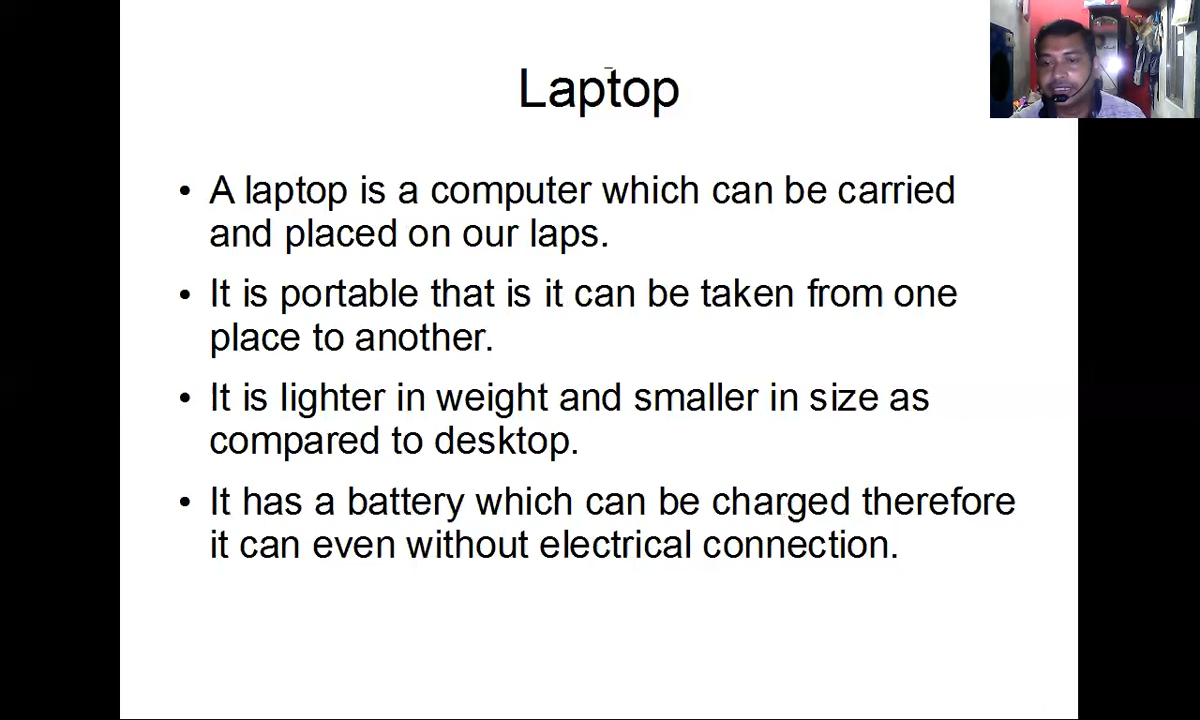 Laptop
• A laptop is a computer which can be carried
and placed on our laps.
• It is portable that is it can be taken from one
place to another.
• It is lighter in weight and smaller in size as
compared to desktop.
• It has a battery which can be charged therefore
it can even without electrical connection.